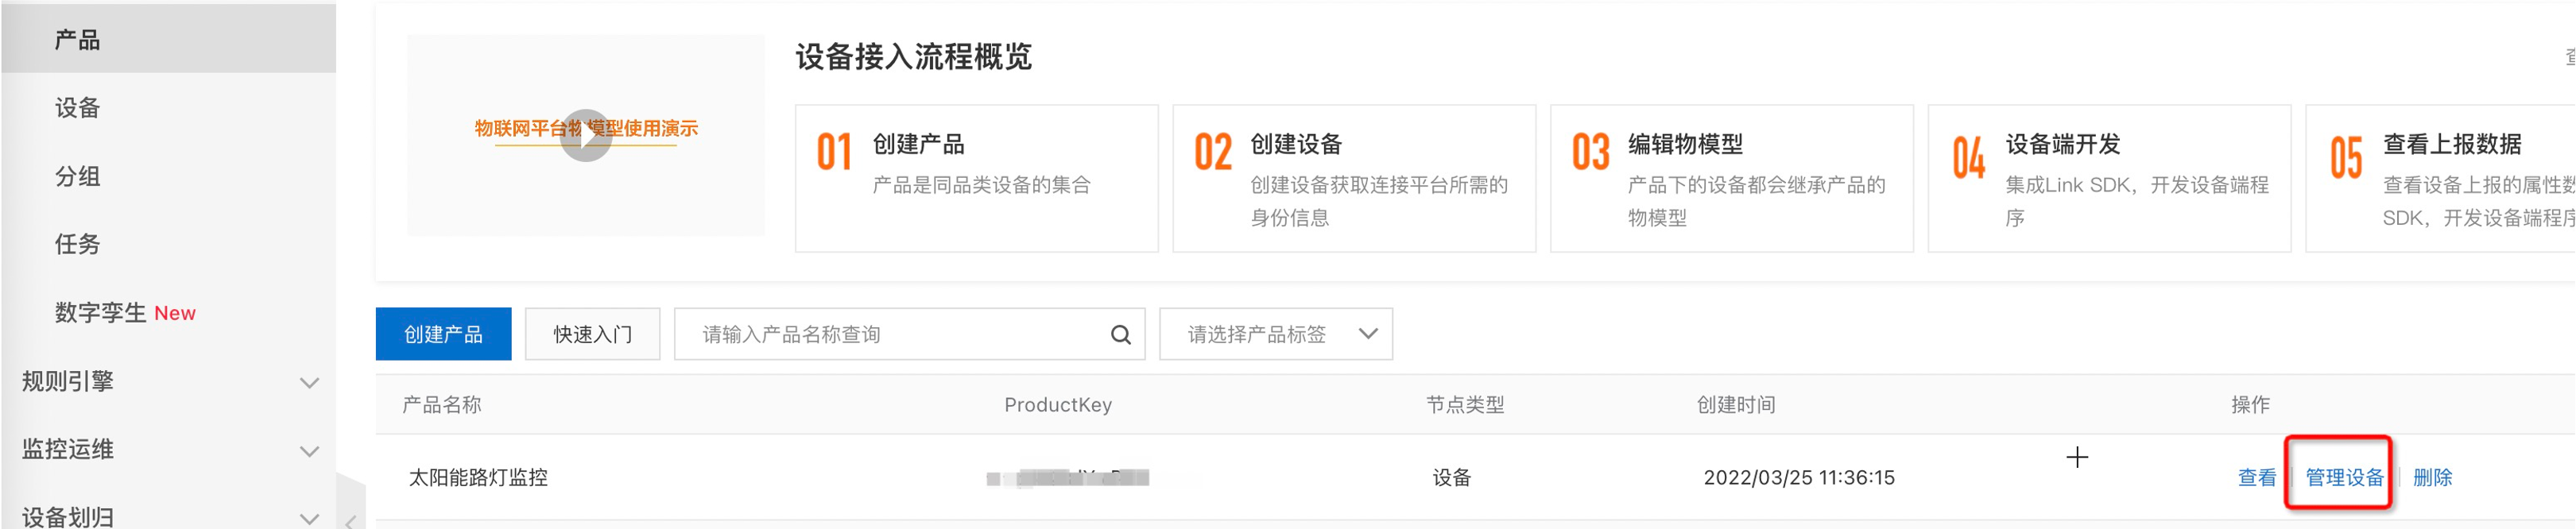 产品
设备
分组
任务
数字孪生 New
规则引擎
监控运维
设备划归
物联网平台物模型使用演示
设备接入流程概览
01 创建产品
产品是同品类设备的集合
02 创建设备
创建设备获取连接平台所需的
身份信息
03 编辑物模型
产品下的设备都会继承产品的
物模型
04 设备端开发
集成Link SDK，开发设备端程
序
05 查看上报数据
查看设备上报的属性数
SDK，开发设备端程序
创建产品 快速入门 请输入产品名称查询 请选择产品标签
产品名称 ProductKey 节点类型 创建时间 操作
太阳能路灯监控 设备 2022/03/25 11:36:15 查看 管理设备 删除